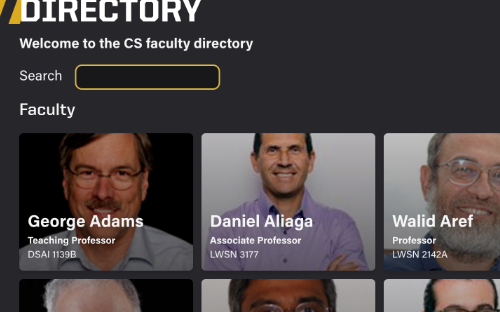 DIRECTORY
Welcome to the CS faculty directory
Search
Faculty
George Adams
Teaching Professor
DSAI 1139B
Daniel Aliaga
Associate Professor
LWSN 3177
Walid Aref
Professor
LWSN 2142A